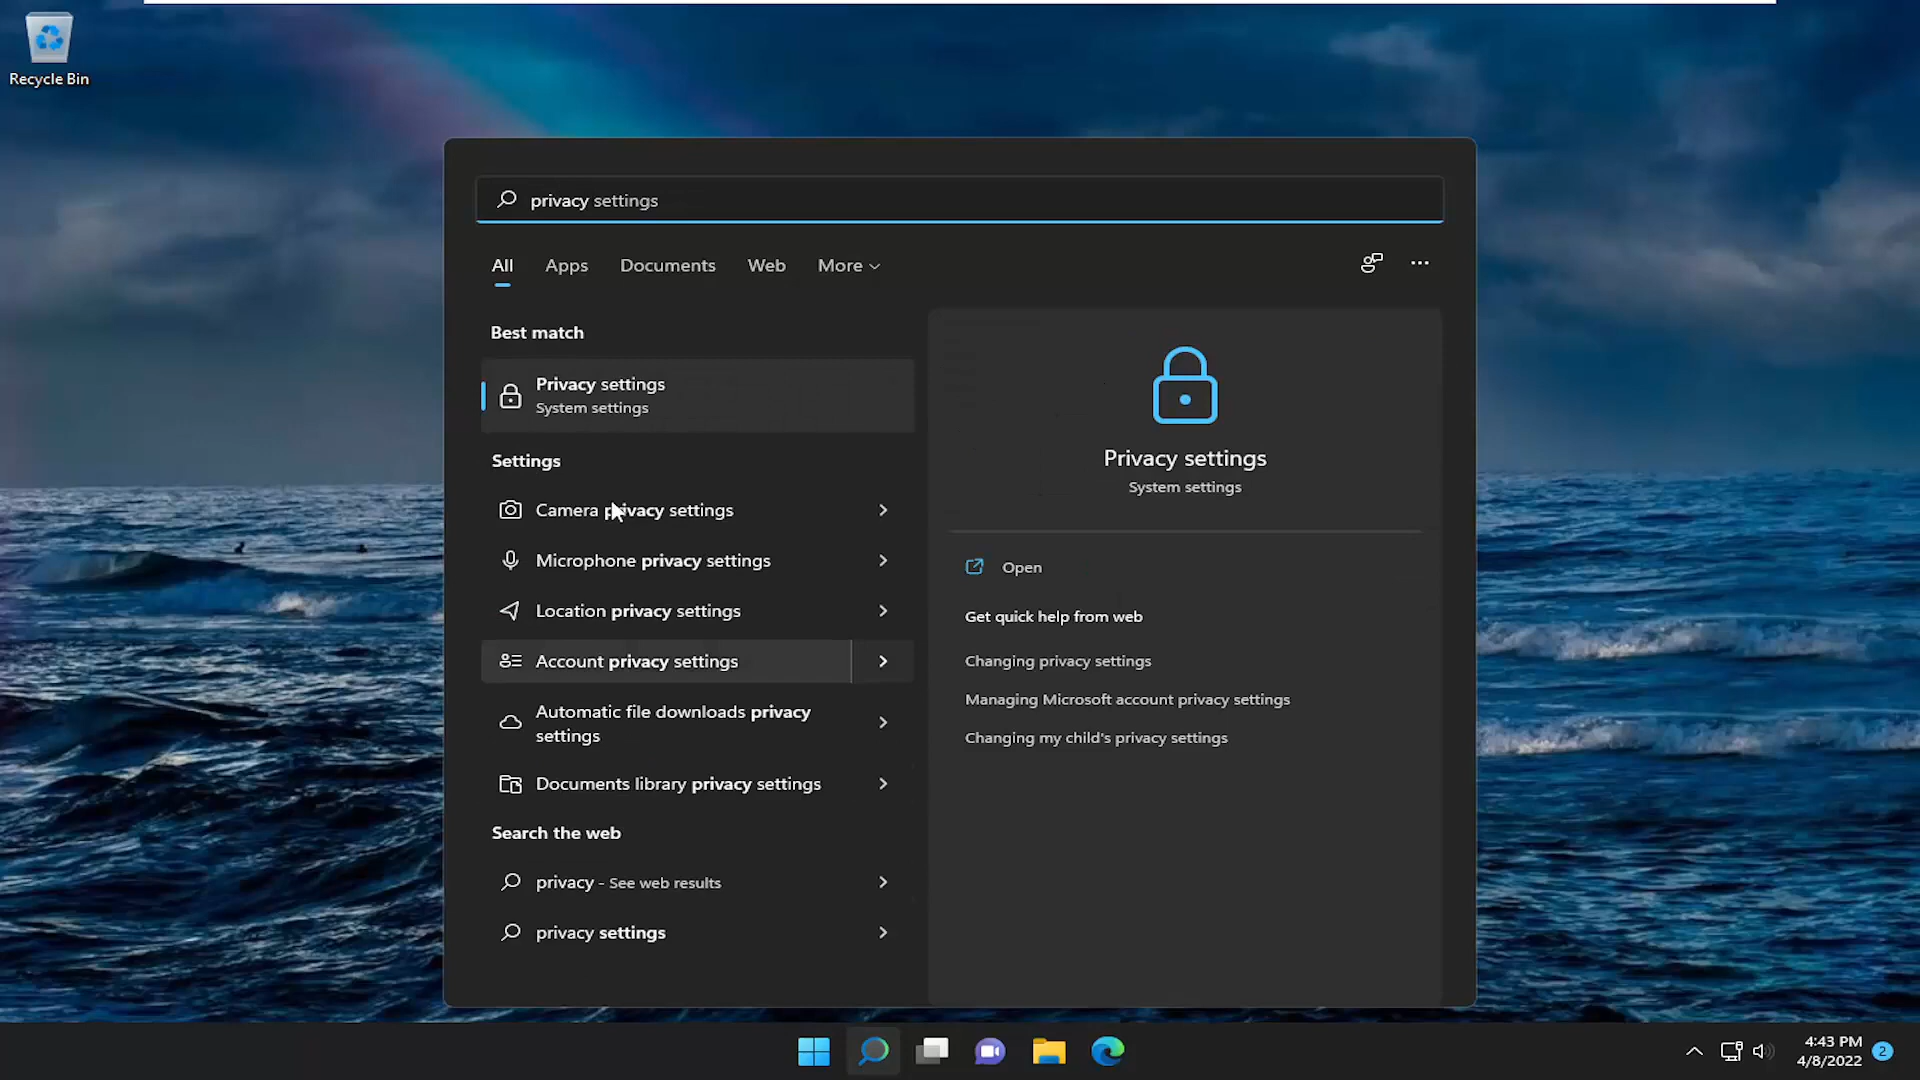 Recycle Bin
privacy settings
All Apps Documents Web More
Best match
Privacy settings
System settings
Settings
Camera privacy settings
Microphone privacy settings
Location privacy settings
Account privacy settings
Automatic file downloads privacy
settings
Documents library privacy settings
Search the web
privacy - See web results
privacy settings
Privacy settings
System settings
Open
Get quick help from web
Changing privacy settings
Managing Microsoft account privacy settings
Changing my child's privacy settings
4:43 PM
4/8/2022
2